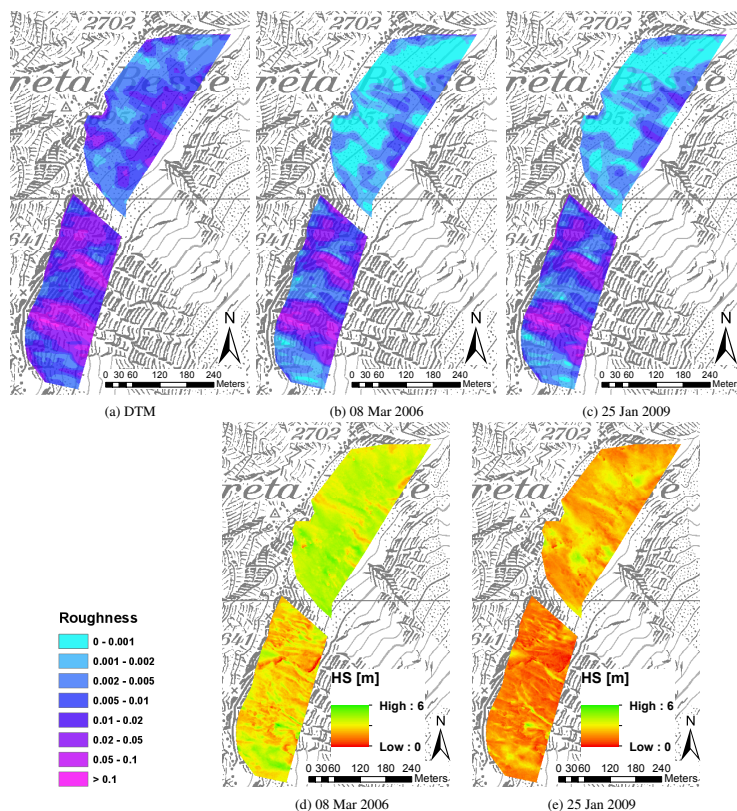 2702
2702
2702
rêta Besse
rêta Besse
rêta Besse
641
641
641
N
N
N
0 30 60 120 180 240 Meters
0 30 60 120 180 240 Meters
0 30 60 120 180 240 Meters
(a) DTM
(b) 08 Mar 2006
(c) 25 Jan 2009
2702
2702
rêta Besse
rêta Besse
641
641
Roughness
0 - 0.001
0.001 - 0.002
0.002 - 0.005
0.005 - 0.01
0.01 - 0.02
0.02 - 0.05
0.05 - 0.1
> 0.1
HS [m]
High : 6
Low : 0
N
0 30 60 120 180 240 Meters
HS [m]
High : 6
Low : 0
N
0 30 60 120 180 240 Meters
(d) 08 Mar 2006
(e) 25 Jan 2009